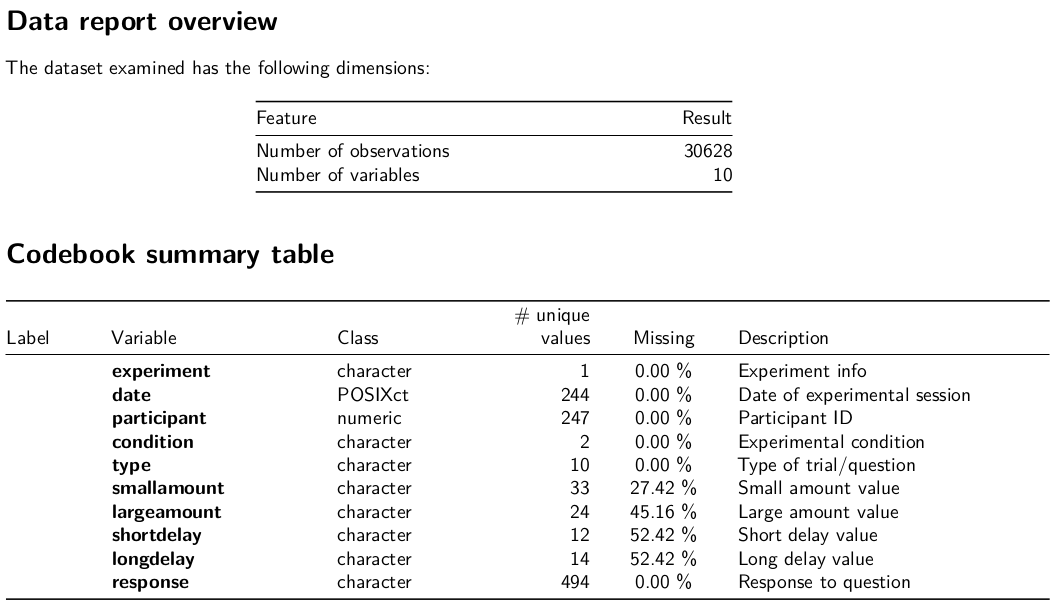 Data report overview
The dataset examined has the following dimensions:
Feature Result
Number of observations 30628
Number of variables 10
Codebook summary table
# unique
Label Variable Class values Missing Description
experiment character 1 0.00 % Experiment info
date POSIXct 244 0.00 % Date of experimental session
participant numeric 247 0.00 % Participant ID
condition character 2 0.00 % Experimental condition
type character 10 0.00 % Type of trial/question
smallamount character 33 27.42 % Small amount value
largeamount character 24 45.16 % Large amount value
shortdelay character 12 52.42 % Short delay value
longdelay character 14 52.42 % Long delay value
response character 494 0.00 % Response to question